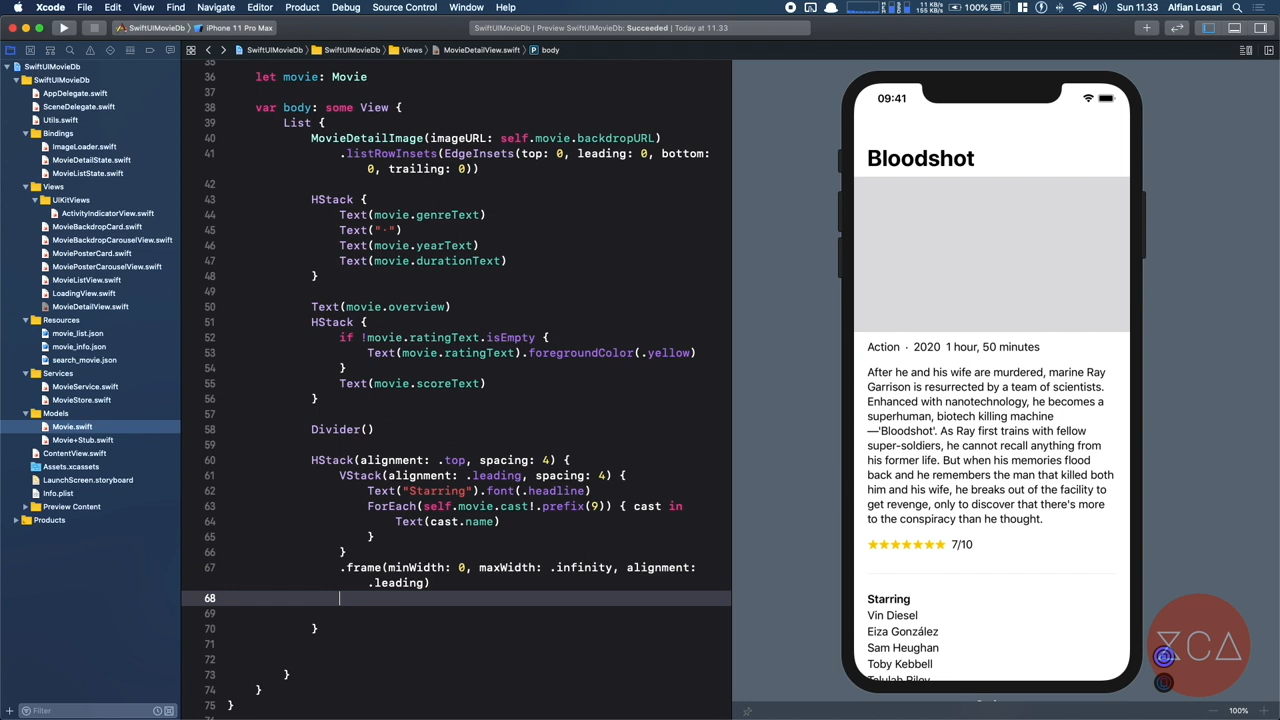 Xcode File Edit View Find Navigate Editor Product Debug Source Control Window Help 11 KB/s 1 KB/s 100% Sun 11.33 Alfian Losari
SwiftUIMovieDb iPhone 11 Pro Max SwiftUIMovieDb | Preview SwiftUIMovieDb: Succeeded | Today at 11.33
SwiftUIMovieDb SwiftUIMovieDb Views MovieDetailView.swift P body
SwiftUIMovieDb
SwiftUIMovieDb
AppDelegate.swift
SceneDelegate.swift
Utils.swift
Bindings
ImageLoader.swift
MovieDetailState.swift
MovieListState.swift
Views
UIKitViews
ActivityIndicatorView.swift
MovieBackdropCard.swift
MovieBackdropCarouselView.swift
MoviePosterCard.swift
MoviePosterCarouselView.swift
MovieListView.swift
LoadingView.swift
MovieDetailView.swift
Resources
movie_list.json
movie_info.json
search_movie.json
Services
MovieService.swift
MovieStore.swift
Models
Movie.swift
Movie+Stub.swift
ContentView.swift
Assets.xcassets
LaunchScreen.storyboard
Info.plist
Preview Content
Products
Filter
35
36 let movie: Movie
37
38 var body: some View {
39 List {
40 MovieDetailImage(imageURL: self.movie.backdropURL)
41 .listRowInsets(EdgeInsets(top: 0, leading: 0, bottom:
0, trailing: 0))
42
43 HStack {
44 Text(movie.genreText)
45 Text("·")
46 Text(movie.yearText)
47 Text(movie.durationText)
48 }
49
50 Text(movie.overview)
51 HStack {
52 if !movie.ratingText.isEmpty {
53 Text(movie.ratingText).foregroundColor(.yellow)
54 }
55 Text(movie.scoreText)
56 }
57
58 Divider()
59
60 HStack(alignment: .top, spacing: 4) {
61 VStack(alignment: .leading, spacing: 4) {
62 Text("Starring").font(.headline)
63 ForEach(self.movie.cast!.prefix(9)) { cast in
64 Text(cast.name)
65 }
66 }
67 .frame(minWidth: 0, maxWidth: .infinity, alignment:
.leading)
68
69
70 }
71
72
73 }
74 }
75 }
76
09:41
Bloodshot
Action · 2020 1 hour, 50 minutes
After he and his wife are murdered, marine Ray
Garrison is resurrected by a team of scientists.
Enhanced with nanotechnology, he becomes a
superhuman, biotech killing machine
—'Bloodshot'. As Ray first trains with fellow
super-soldiers, he cannot recall anything from
his former life. But when his memories flood
back and he remembers the man that killed both
him and his wife, he breaks out of the facility to
get revenge, only to discover that there's more
to the conspiracy than he thought.
★★★★★★★ 7/10
Starring
Vin Diesel
Eiza González
Sam Heughan
Toby Kebbell
Talulah Riley
XCA
100%